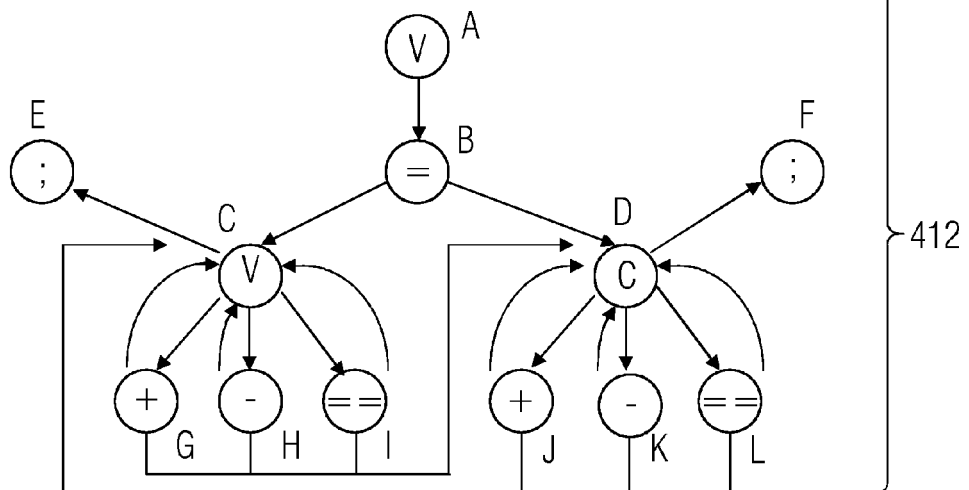 V A
E
F
B
;
=
;
C
D
412
V
C
+
-
==
+
-
==
G
H
I
J
K
L